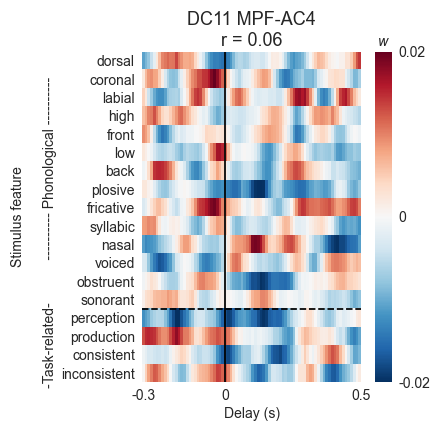 DC11 MPF-AC4
r = 0.06
w
dorsal
coronal
labial
high
front
low
back
plosive
fricative
syllabic
nasal
voiced
obstruent
sonorant
perception
production
consistent
inconsistent
Stimulus feature
-Task-related- ----------- Phonological -----------
0.02
0
-0.02
-0.3
0
0.5
Delay (s)